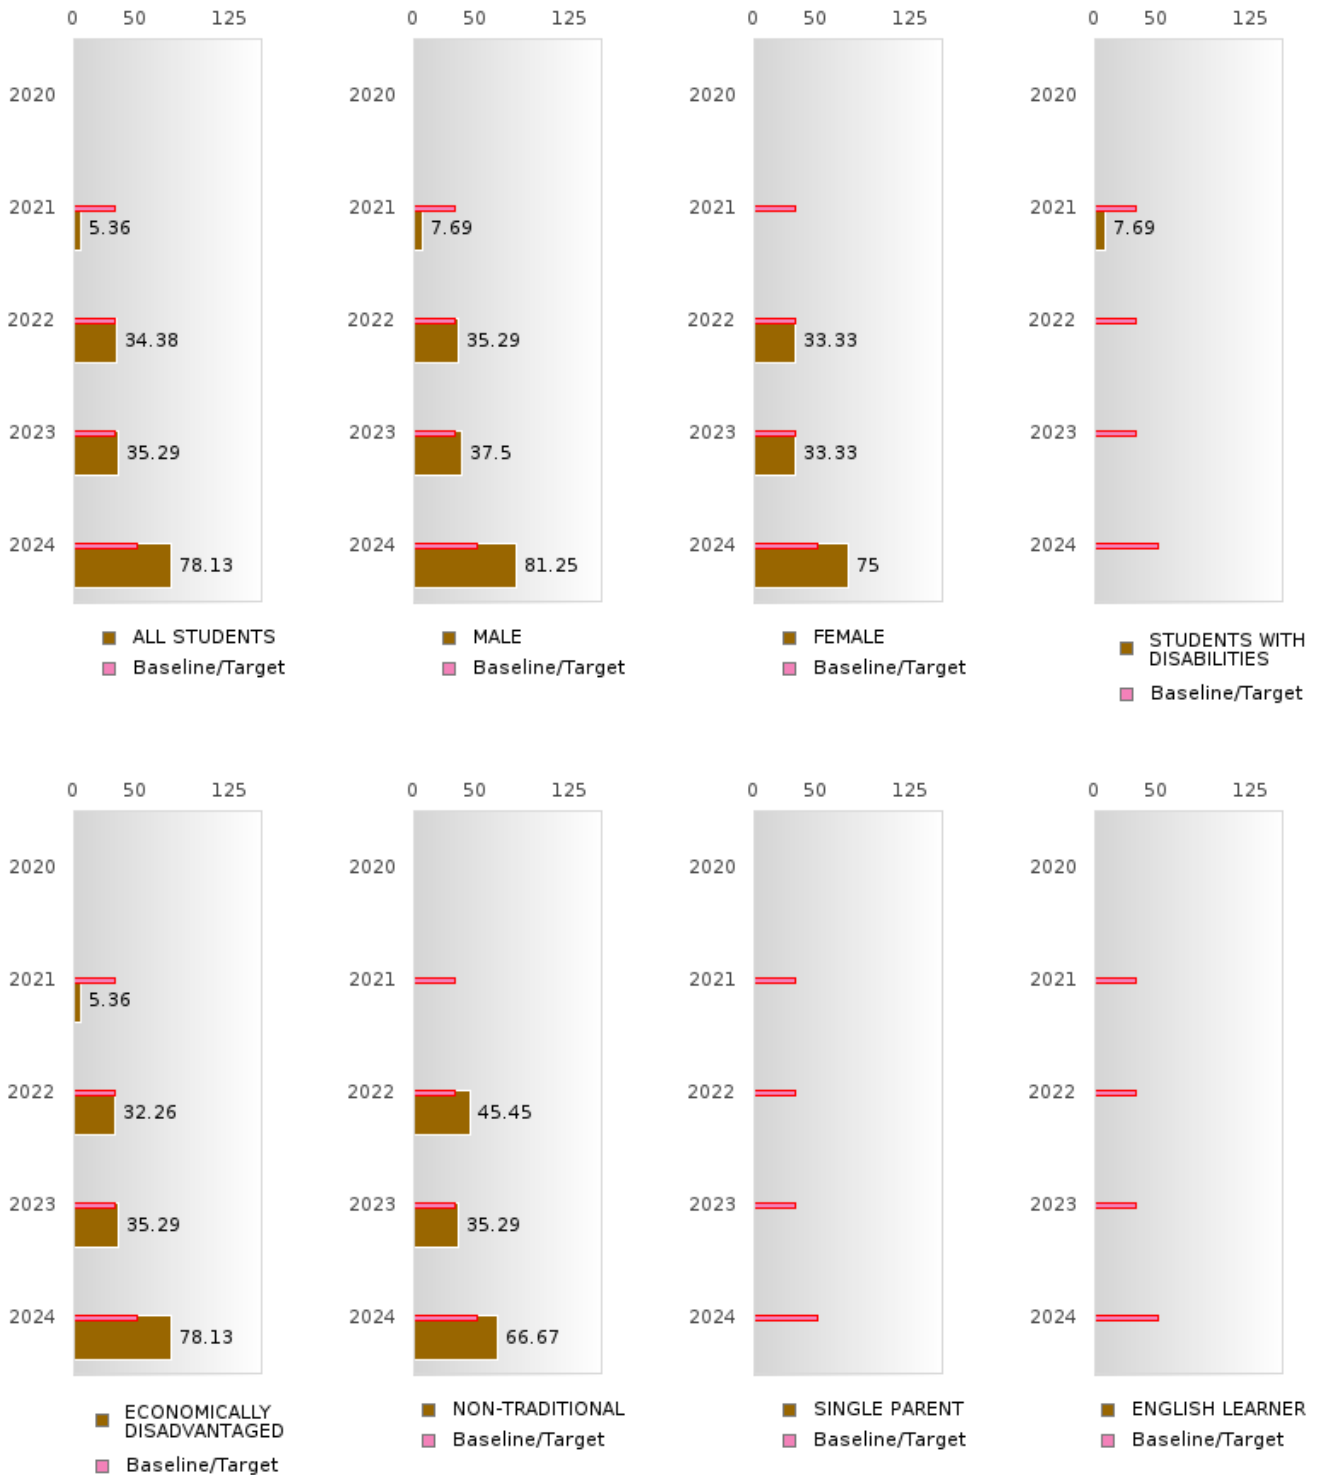 0 50 125
2020
2021
5.36
2022
34.38
2023
35.29
2024
78.13
ALL STUDENTS
Baseline/Target
0 50 125
2020
2021
7.69
2022
35.29
2023
37.5
2024
81.25
MALE
Baseline/Target
0 50 125
2020
2021
2022
33.33
2023
33.33
2024
75
FEMALE
Baseline/Target
0 50 125
2020
2021
7.69
2022
2023
2024
STUDENTS WITH
DISABILITIES
Baseline/Target
0 50 125
2020
2021
5.36
2022
32.26
2023
35.29
2024
78.13
ECONOMICALLY
DISADVANTAGED
Baseline/Target
0 50 125
2020
2021
2022
45.45
2023
35.29
2024
66.67
NON-TRADITIONAL
Baseline/Target
0 50 125
2020
2021
2022
2023
2024
SINGLE PARENT
Baseline/Target
0 50 125
2020
2021
2022
2023
2024
ENGLISH LEARNER
Baseline/Target